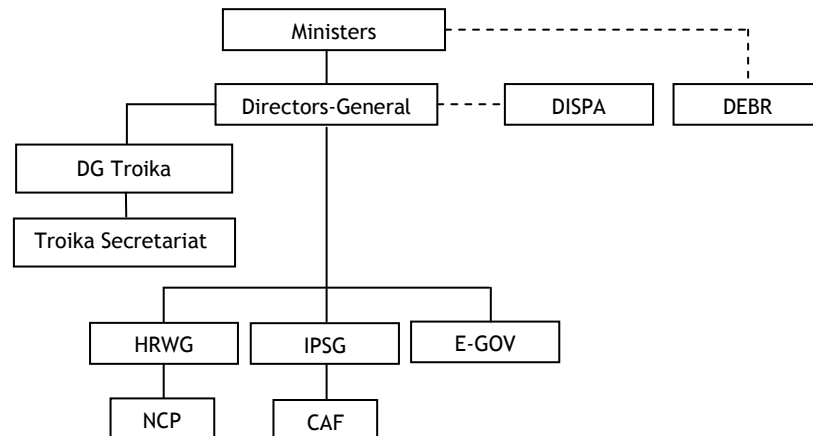 Ministers
Directors-General
DISPA
DEBR
DG Troika
Troika Secretariat
HRWG
IPSG
E-GOV
NCP
CAF